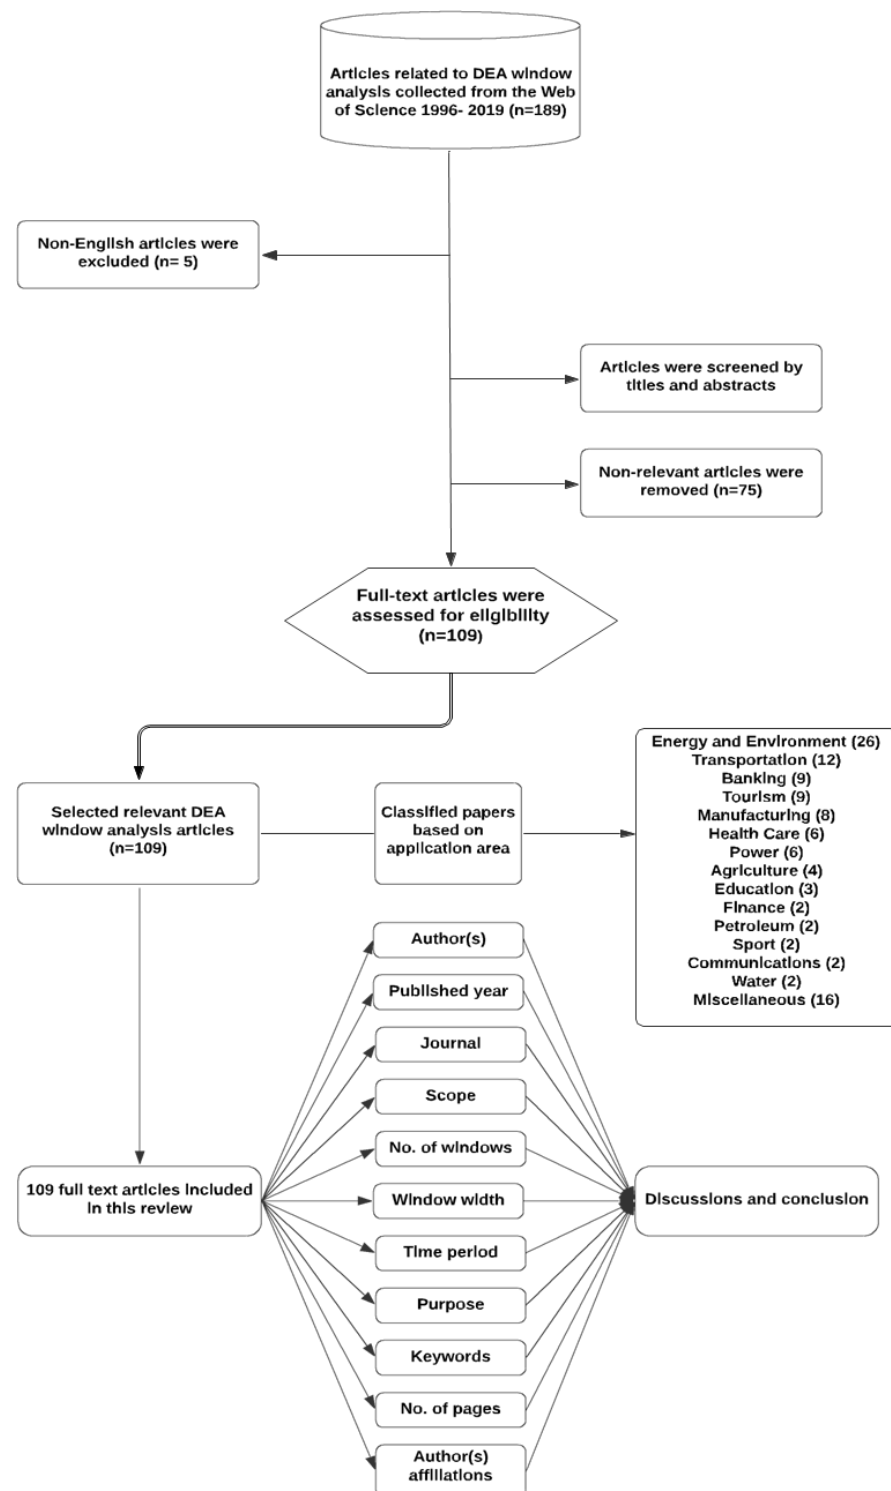 Articles related to DEA window
analysis collected from the Web
of Science 1996- 2019 (n=189)
Non-English articles were
excluded (n= 5)
Articles were screened by
titles and abstracts
Non-relevant articles were
removed (n=75)
Full-text articles were
assessed for eligibility
(n=109)
Selected relevant DEA
window analysis articles
(n=109)
Classified papers
based on
application area
Energy and Environment (26)
Transportation (12)
Banking (9)
Tourism (9)
Manufacturing (8)
Health Care (6)
Power (6)
Agriculture (4)
Education (3)
Finance (2)
Petroleum (2)
Sport (2)
Communications (2)
Water (2)
Miscellaneous (16)
109 full text articles included
in this review
Author(s)
Published year
Journal
Scope
No. of windows
Window width
Time period
Purpose
Keywords
No. of pages
Author(s)
affiliations
Discussions and conclusion